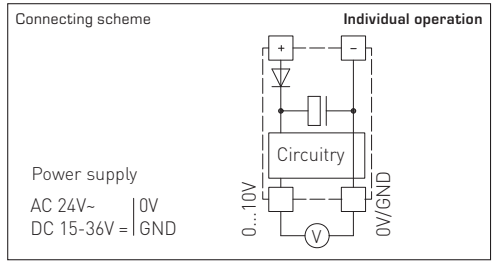 Connecting scheme
Individual operation
+ –
Circuitry
Power supply
AC 24V~ 0V
DC 15-36V = GND
0...10V
0V/GND
V